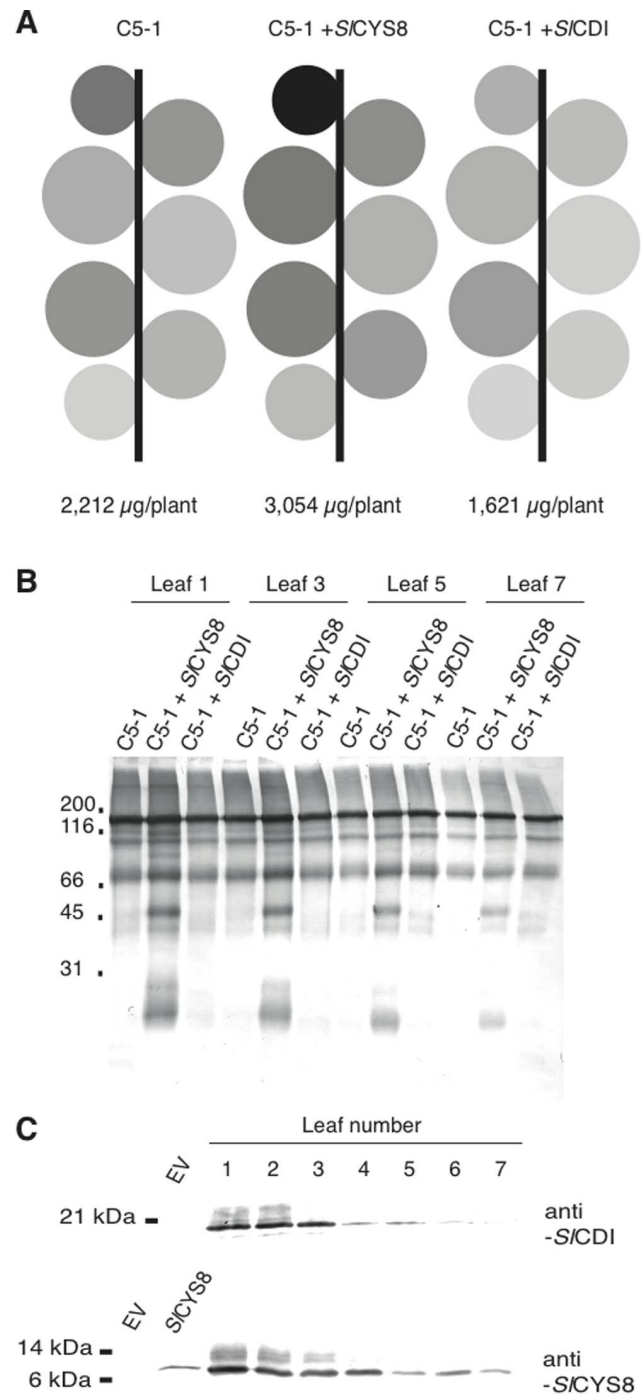 A
C5-1 C5-1 +SlCYS8 C5-1 +SlCDI
2,212 µg/plant 3,054 µg/plant 1,621 µg/plant
B
Leaf 1 Leaf 3 Leaf 5 Leaf 7
C5-1 C5-1 + SlCYS8 C5-1 + SlCDI C5-1 C5-1 + SlCYS8 C5-1 + SlCDI C5-1 C5-1 + SlCYS8 C5-1 + SlCDI C5-1 C5-1 + SlCYS8 C5-1 + SlCDI
200
116
66
45
31
C
Leaf number
EV 1 2 3 4 5 6 7
21 kDa
anti
-SlCDI
EV SlCYS8
14 kDa
6 kDa
anti
-SlCYS8